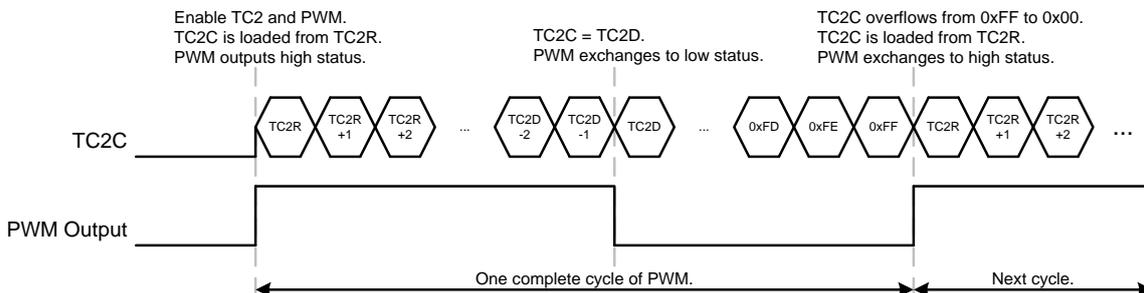 Enable TC2 and PWM.
TC2C is loaded from TC2R.
PWM outputs high status.
TC2C = TC2D.
PWM exchanges to low status.
TC2C overflows from 0xFF to 0x00.
TC2C is loaded from TC2R.
PWM exchanges to high status.
TC2C
TC2R
TC2R
+1
TC2R
+2
...
TC2D
-2
TC2D
-1
TC2D
...
0xFD
0xFE
0xFF
TC2R
TC2R
+1
TC2R
+2
...
PWM Output
One complete cycle of PWM.
Next cycle.